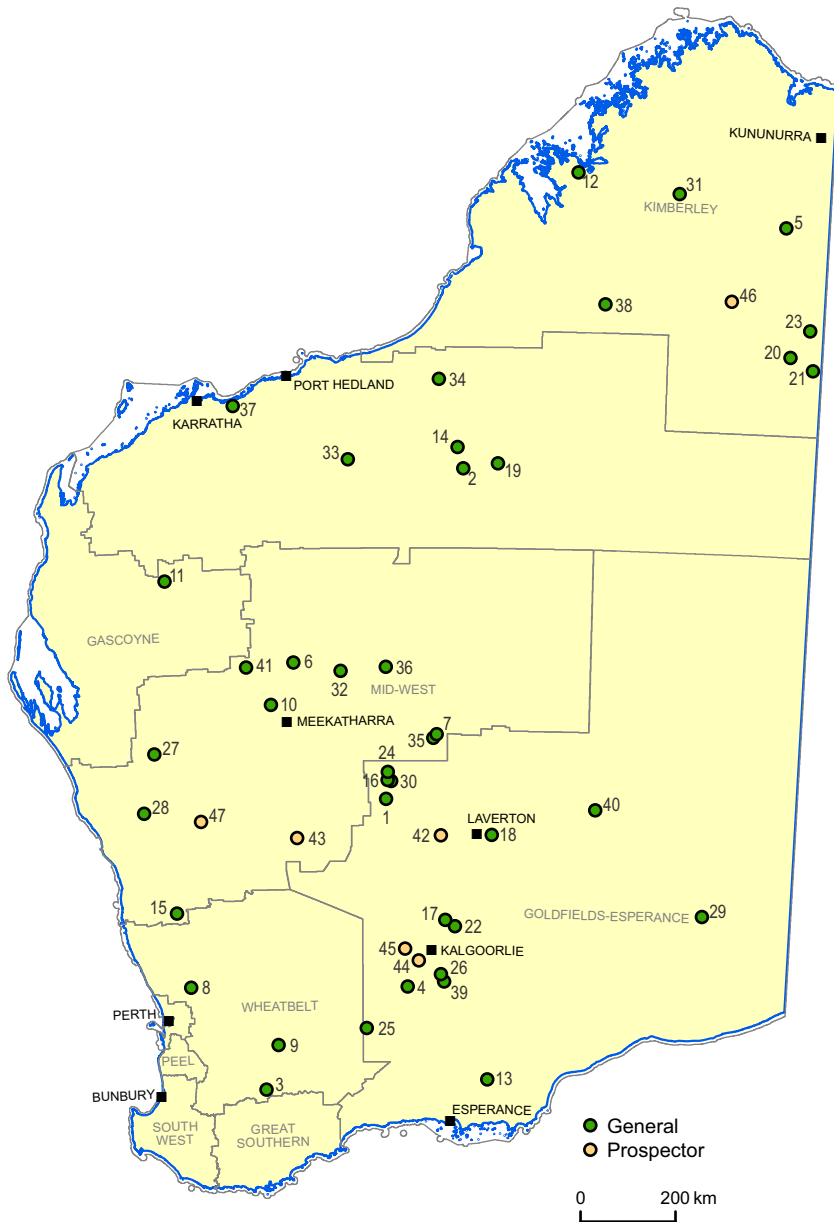 KUNUNURRA
12
31
KIMBERLEY
5
46
38
23
20
21
34
PORT HEDLAND
37
KARRATHA
14
33
2
19
11
GASCOYNE
41
6
32
36
MID-WEST
10
MEEKATHARRA
7
35
27
24
16
30
1
28
47
40
LAVERTON
42
18
43
15
17
22
GOLDFIELDS-ESPERANCE
29
45
KALGOORLIE
44
26
8
4
39
WHEATBELT
PERTH
25
9
PEEL
3
13
BUNBURY
ESPERANCE
SOUTH
WEST
GREAT
SOUTHERN
General
Prospector
0
200 km